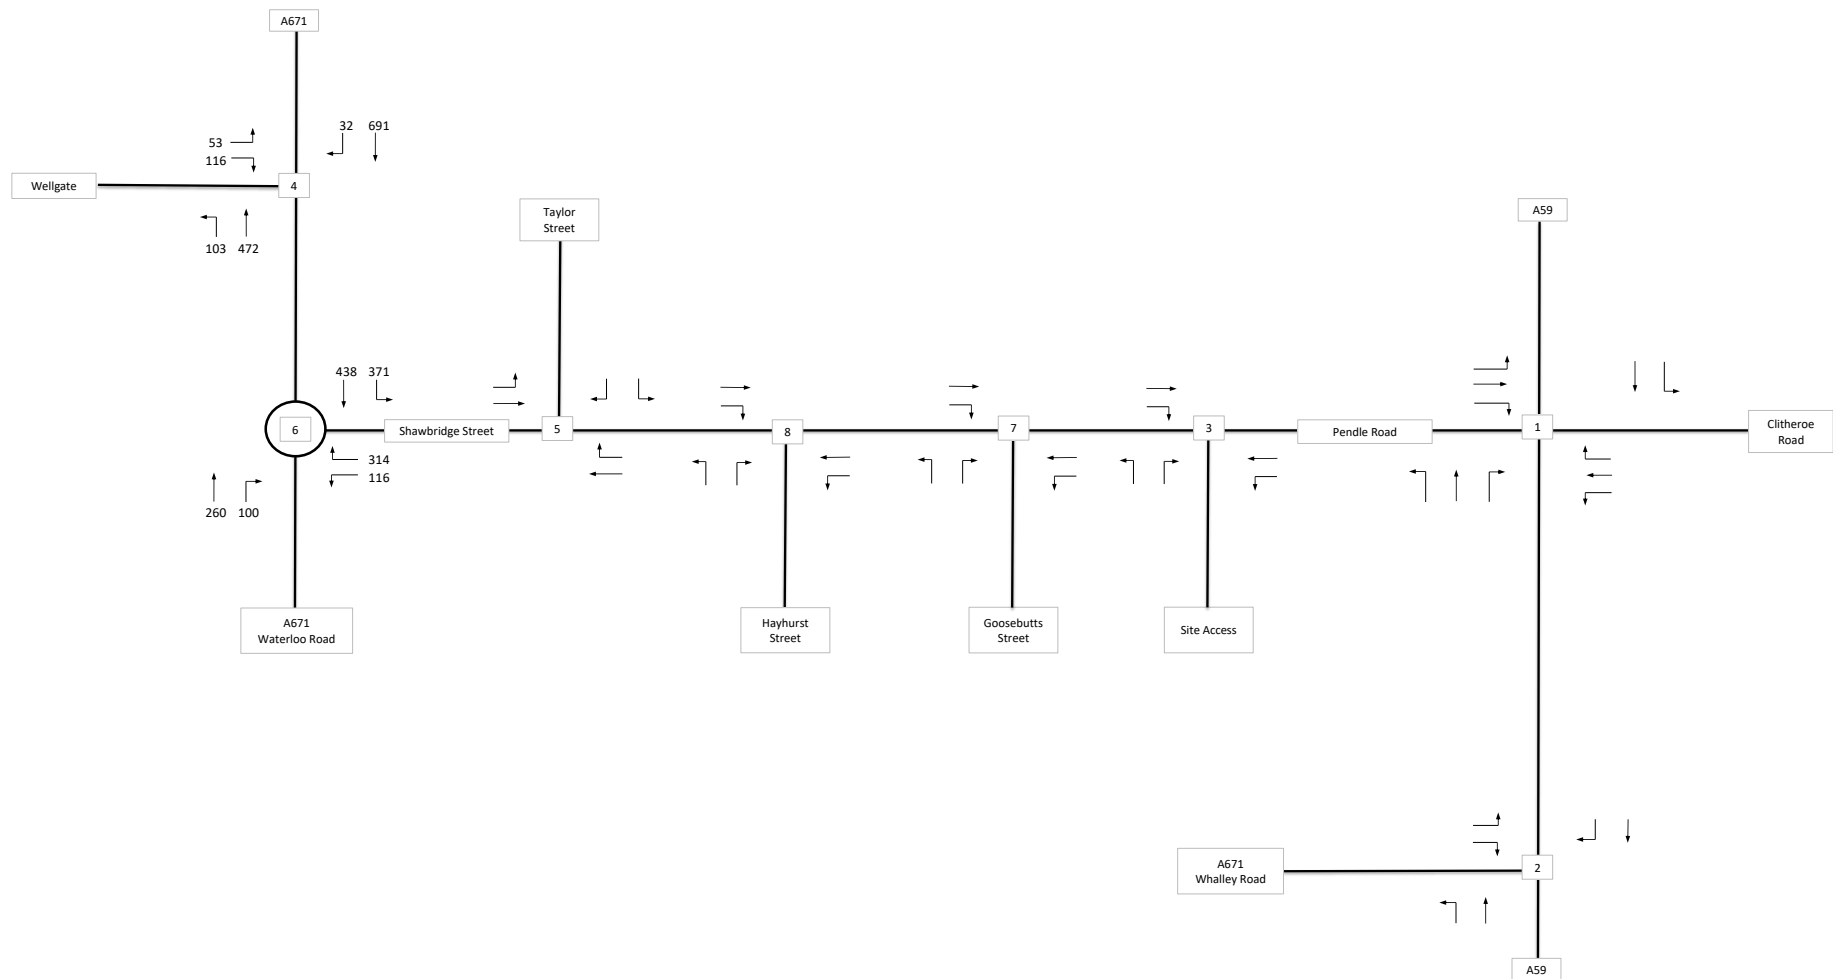 A671
53
116
32 691
Wellgate
4
103 472
Taylor
Street
A59
438 371
6
Shawbridge Street
5
8
7
3
Pendle Road
1
Clitheroe
Road
314
116
260 100
A671
Waterloo Road
Hayhurst
Street
Goosebutts
Street
Site Access
A671
Whalley Road
2
A59